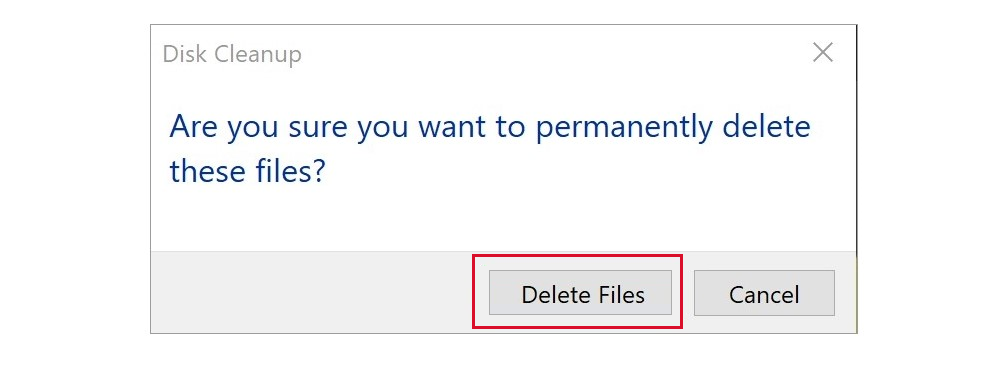 Disk Cleanup
Are you sure you want to permanently delete
these files?
Delete Files
Cancel